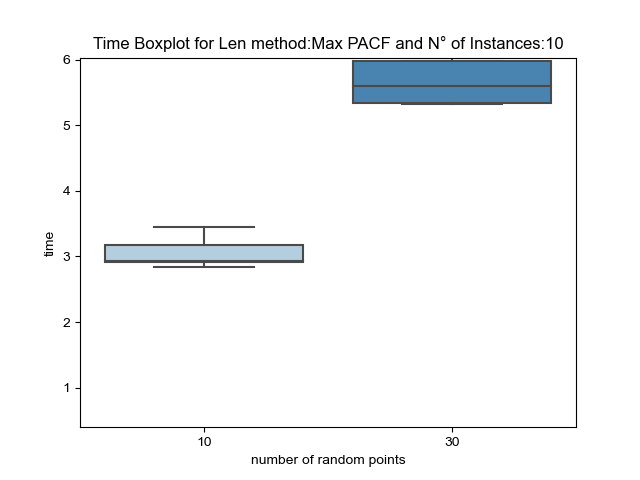 Time Boxplot for Len method:Max PACF and N° of Instances:10
6
5
4
3
2
1
time
10 30
number of random points